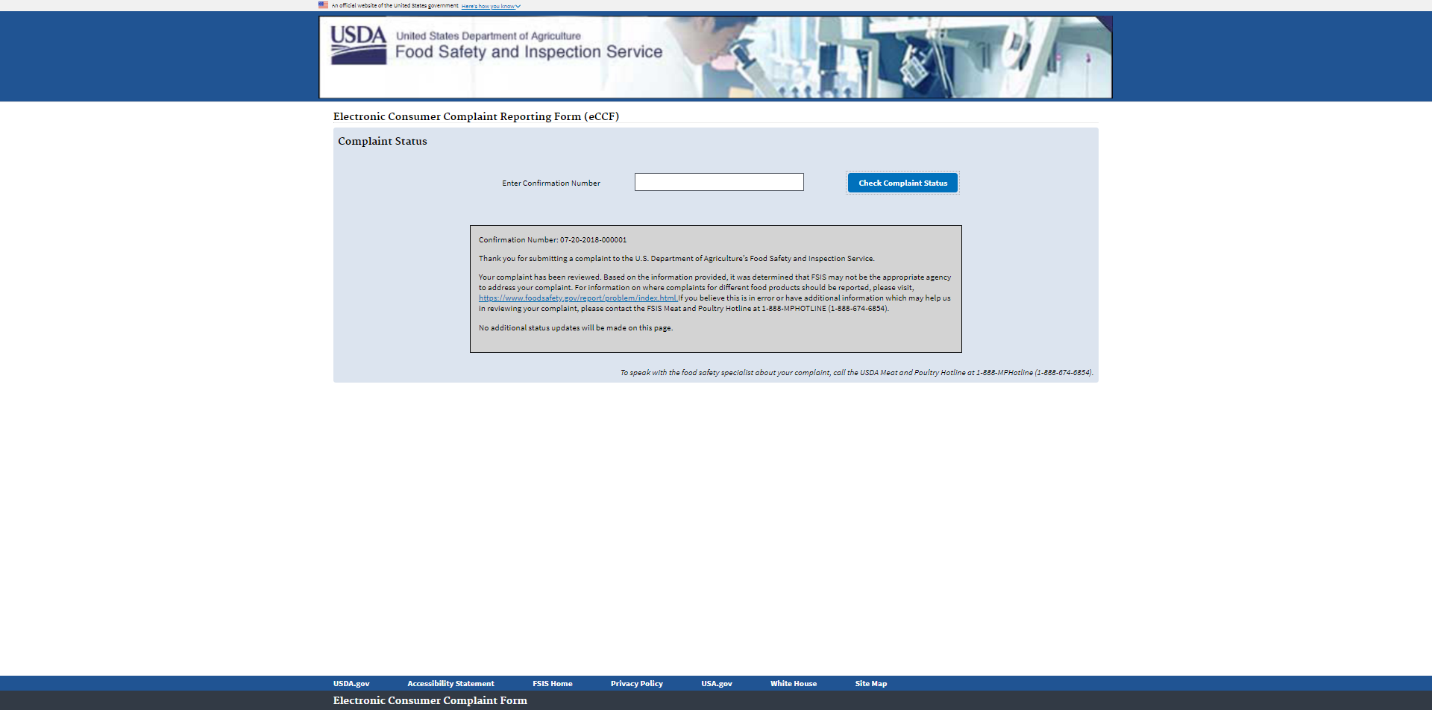 An official website of the United States government Here's how you know
USDA
United States Department of Agriculture
Food Safety and Inspection Service
Electronic Consumer Complaint Reporting Form (eCCF)
Complaint Status
Enter Confirmation Number
Check Complaint Status
Confirmation Number: 07-20-2018-000001
Thank you for submitting a complaint to the U.S. Department of Agriculture's Food Safety and Inspection Service.
Your complaint has been reviewed. Based on the information provided, it was determined that FSIS may not be the appropriate agency
to address your complaint. For information on where complaints for different food products should be reported, please visit,
https://www.foodsafety.gov/report/problem/index.html.If you believe this is in error or have additional information which may help us
in reviewing your complaint, please contact the FSIS Meat and Poultry Hotline at 1-888-MPHOTLINE (1-888-674-6854).
No additional status updates will be made on this page.
To speak with the food safety specialist about your complaint, call the USDA Meat and Poultry Hotline at 1-888-MPHotline (1-888-674-6854).
USDA.gov Accessibility Statement FSIS Home Privacy Policy USA.gov White House Site Map
Electronic Consumer Complaint Form